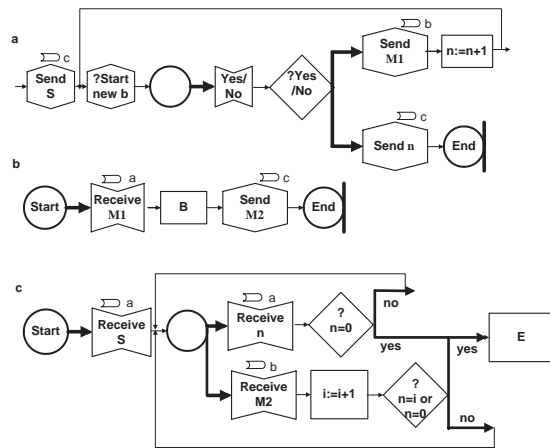 a
c
Send
S
?Start
new b
Yes/
No
?Yes
/No
b
Send
M1
n:=n+1
c
Send n
End
b
Start
a
Receive
M1
B
c
Send
M2
End
c
Start
a
Receive
S
a
Receive
n
?
n=0
no
yes
yes
E
b
Receive
M2
i:=i+1
?
n=i or
n=0
no